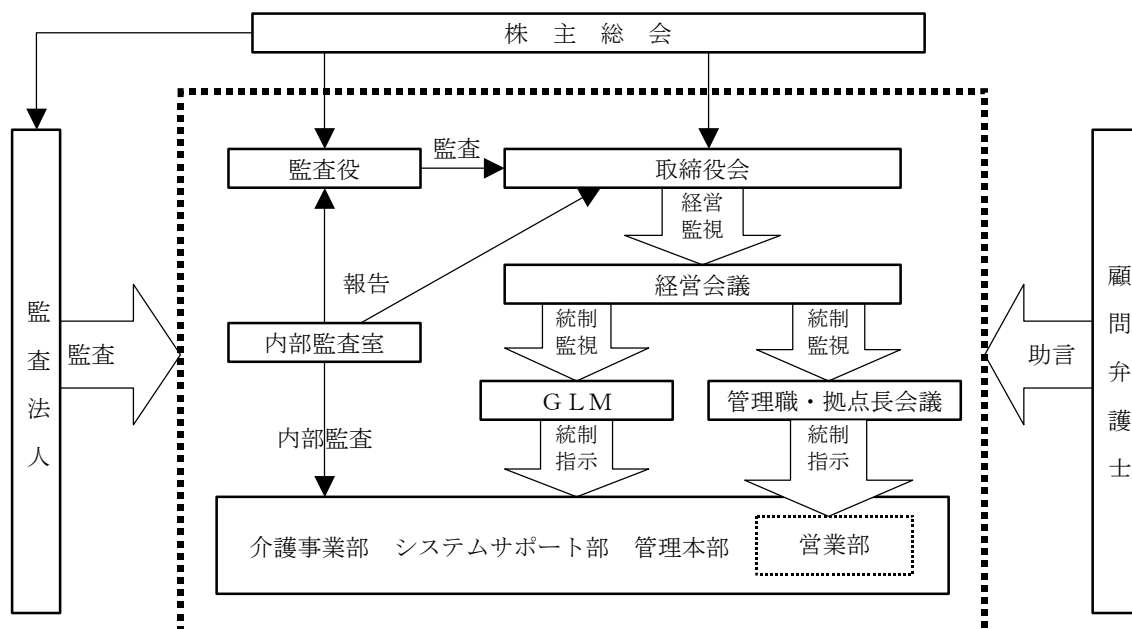 株 主 総 会
監査役
監査
取締役会
経営
監視
報告
経営会議
監査法人
監査
内部監査室
統制
監視
統制
監視
顧問弁護士
助言
ＧＬＭ
管理職・拠点長会議
内部監査
統制
指示
統制
指示
介護事業部 システムサポート部 管理本部 営業部